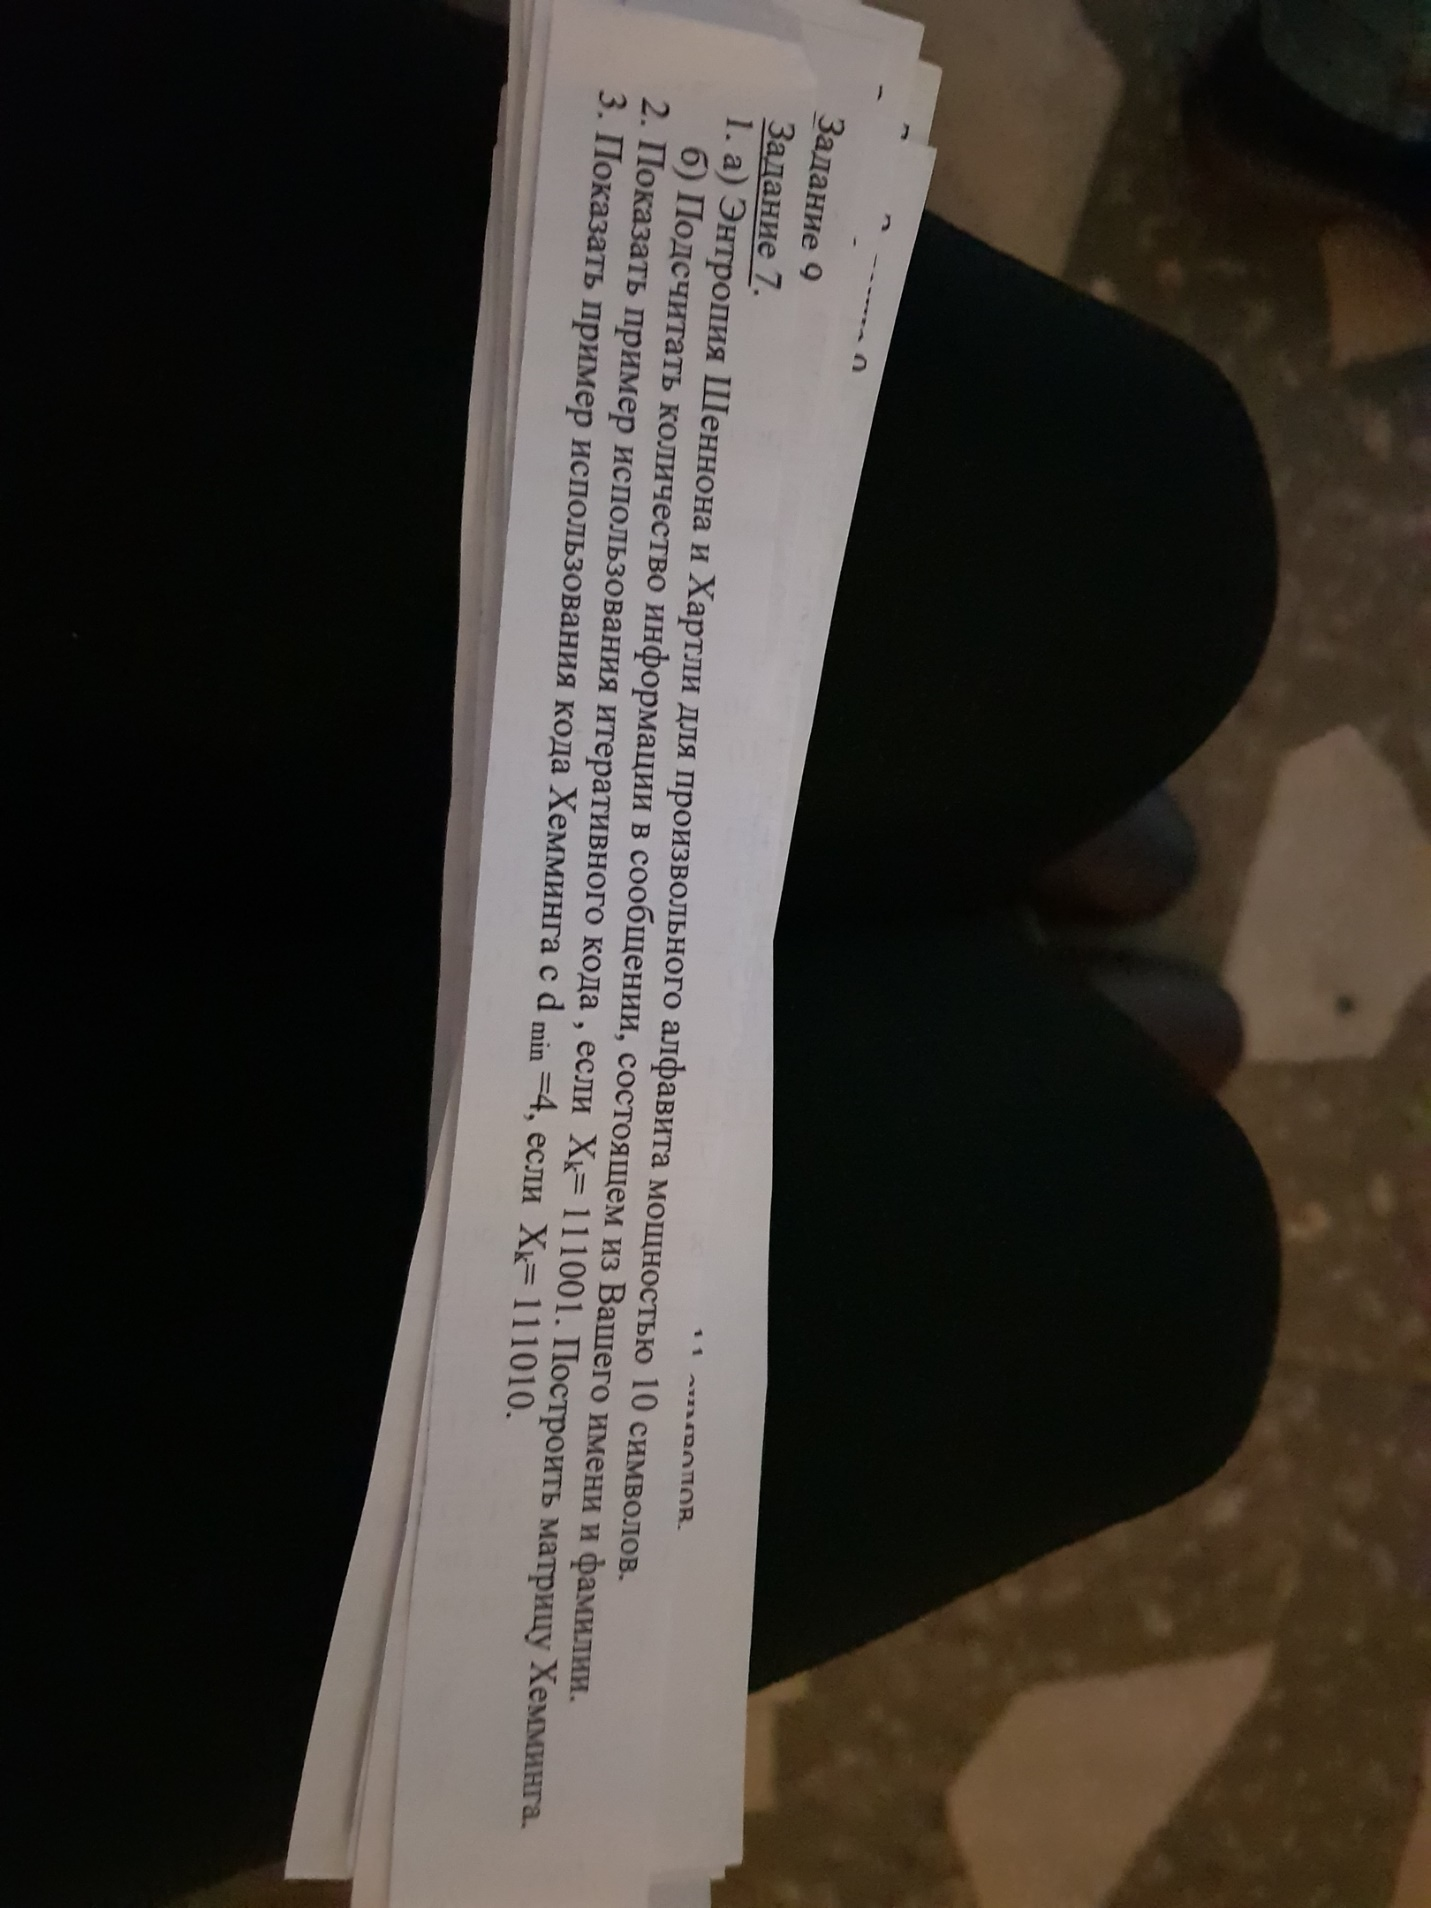 Задание 9
Задание 7.
1. а) Энтропия Шеннона и Хартли для произвольного алфавита мощностью 10 символов.
б) Подсчитать количество информации в сообщении, состоящем из Вашего имени и фамилии.
2. Показать пример использования итеративного кода , если Xk= 111001. Построить матрицу Хемминга.
3. Показать пример использования кода Хемминга с d min =4, если Xk= 111010.